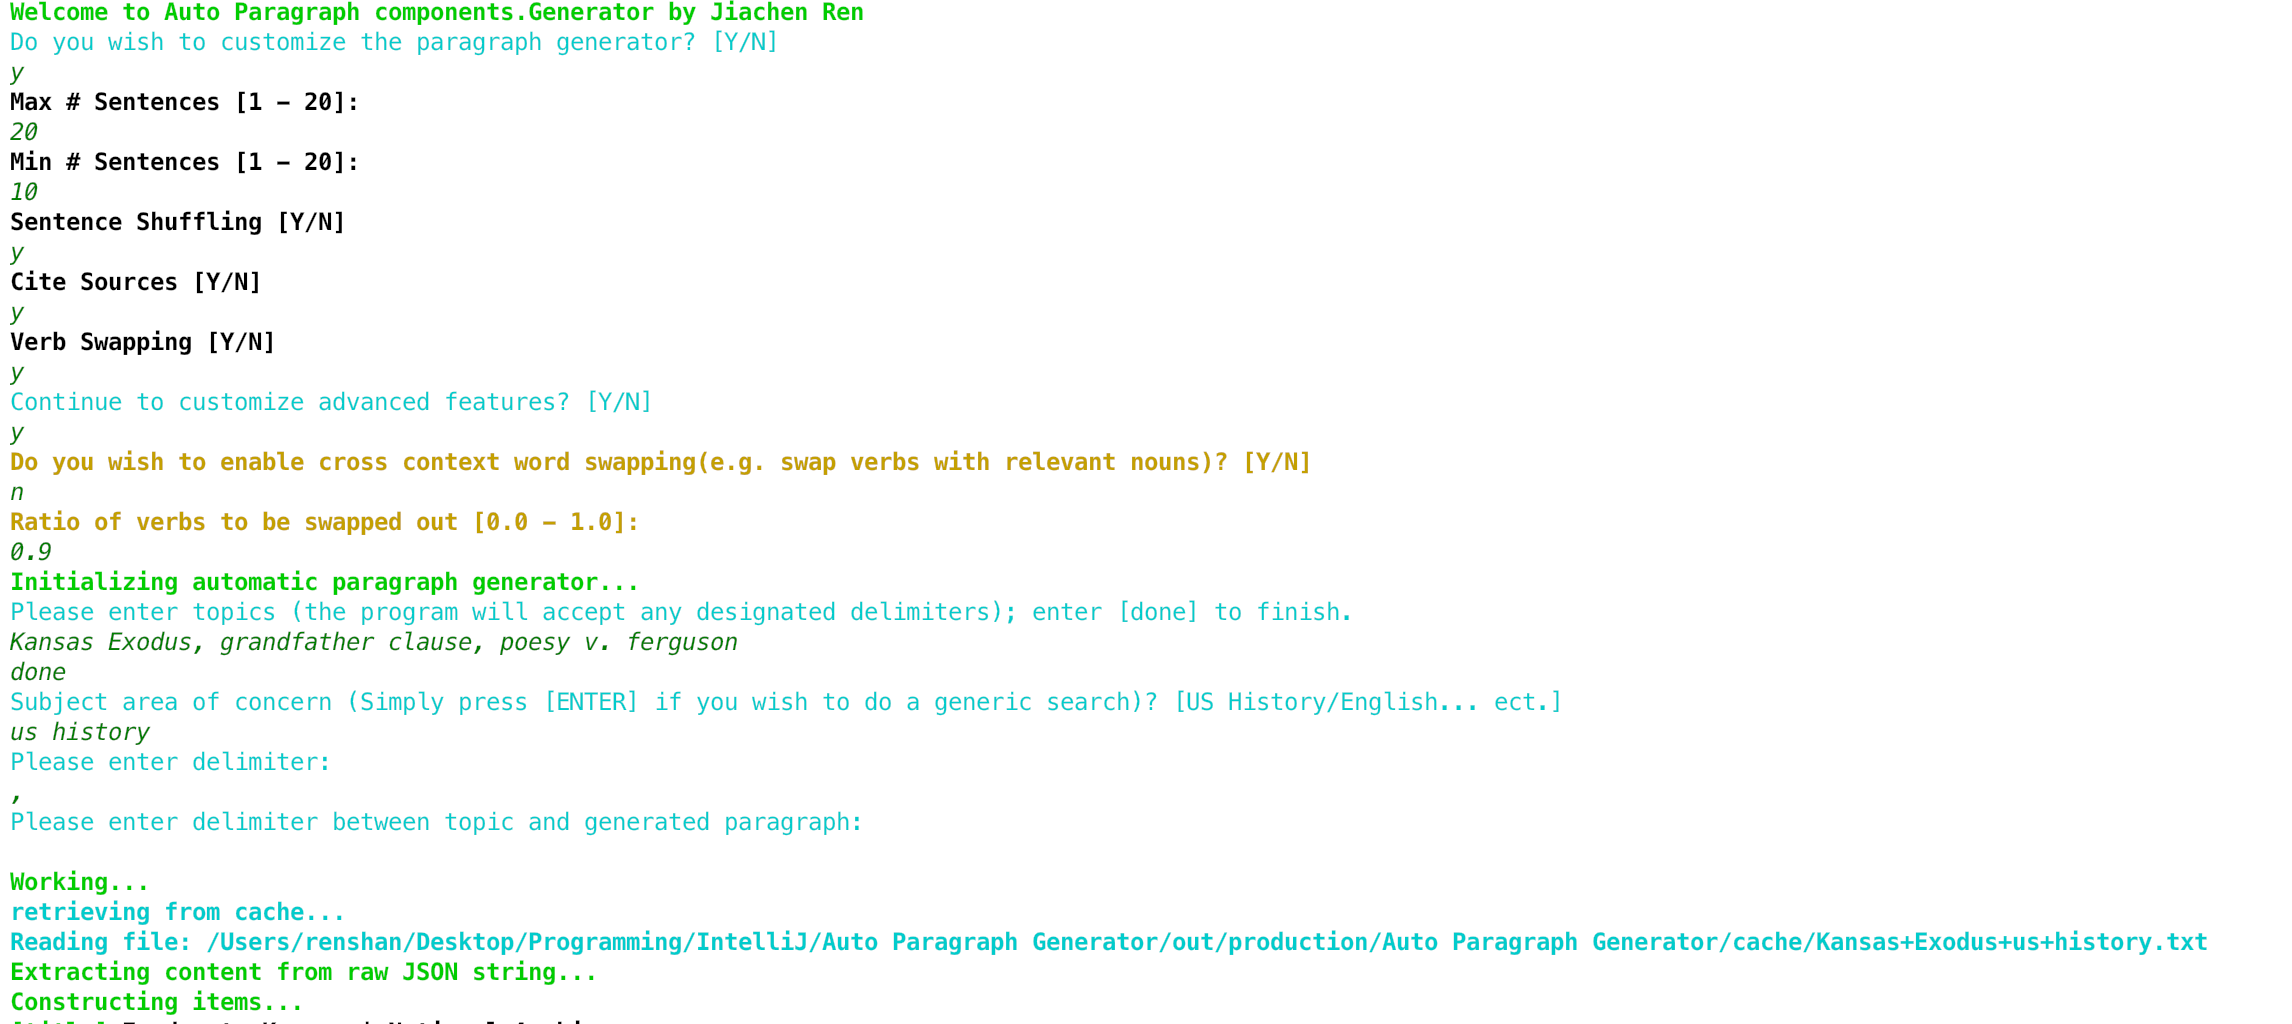 Welcome to Auto Paragraph components.Generator by Jiachen Ren
Do you wish to customize the paragraph generator? [Y/N]
y
Max # Sentences [1 – 20]:
20
Min # Sentences [1 – 20]:
10
Sentence Shuffling [Y/N]
y
Cite Sources [Y/N]
y
Verb Swapping [Y/N]
y
Continue to customize advanced features? [Y/N]
y
Do you wish to enable cross context word swapping(e.g. swap verbs with relevant nouns)? [Y/N]
n
Ratio of verbs to be swapped out [0.0 – 1.0]:
0.9
Initializing automatic paragraph generator...
Please enter topics (the program will accept any designated delimiters); enter [done] to finish.
Kansas Exodus, grandfather clause, poesy v. ferguson
done
Subject area of concern (Simply press [ENTER] if you wish to do a generic search)? [US History/English... ect.]
us history
Please enter delimiter:
,
Please enter delimiter between topic and generated paragraph:
Working...
retrieving from cache...
Reading file: /Users/renshan/Desktop/Programming/IntelliJ/Auto Paragraph Generator/out/production/Auto Paragraph Generator/cache/Kansas+Exodus+us+history.txt
Extracting content from raw JSON string...
Constructing items...